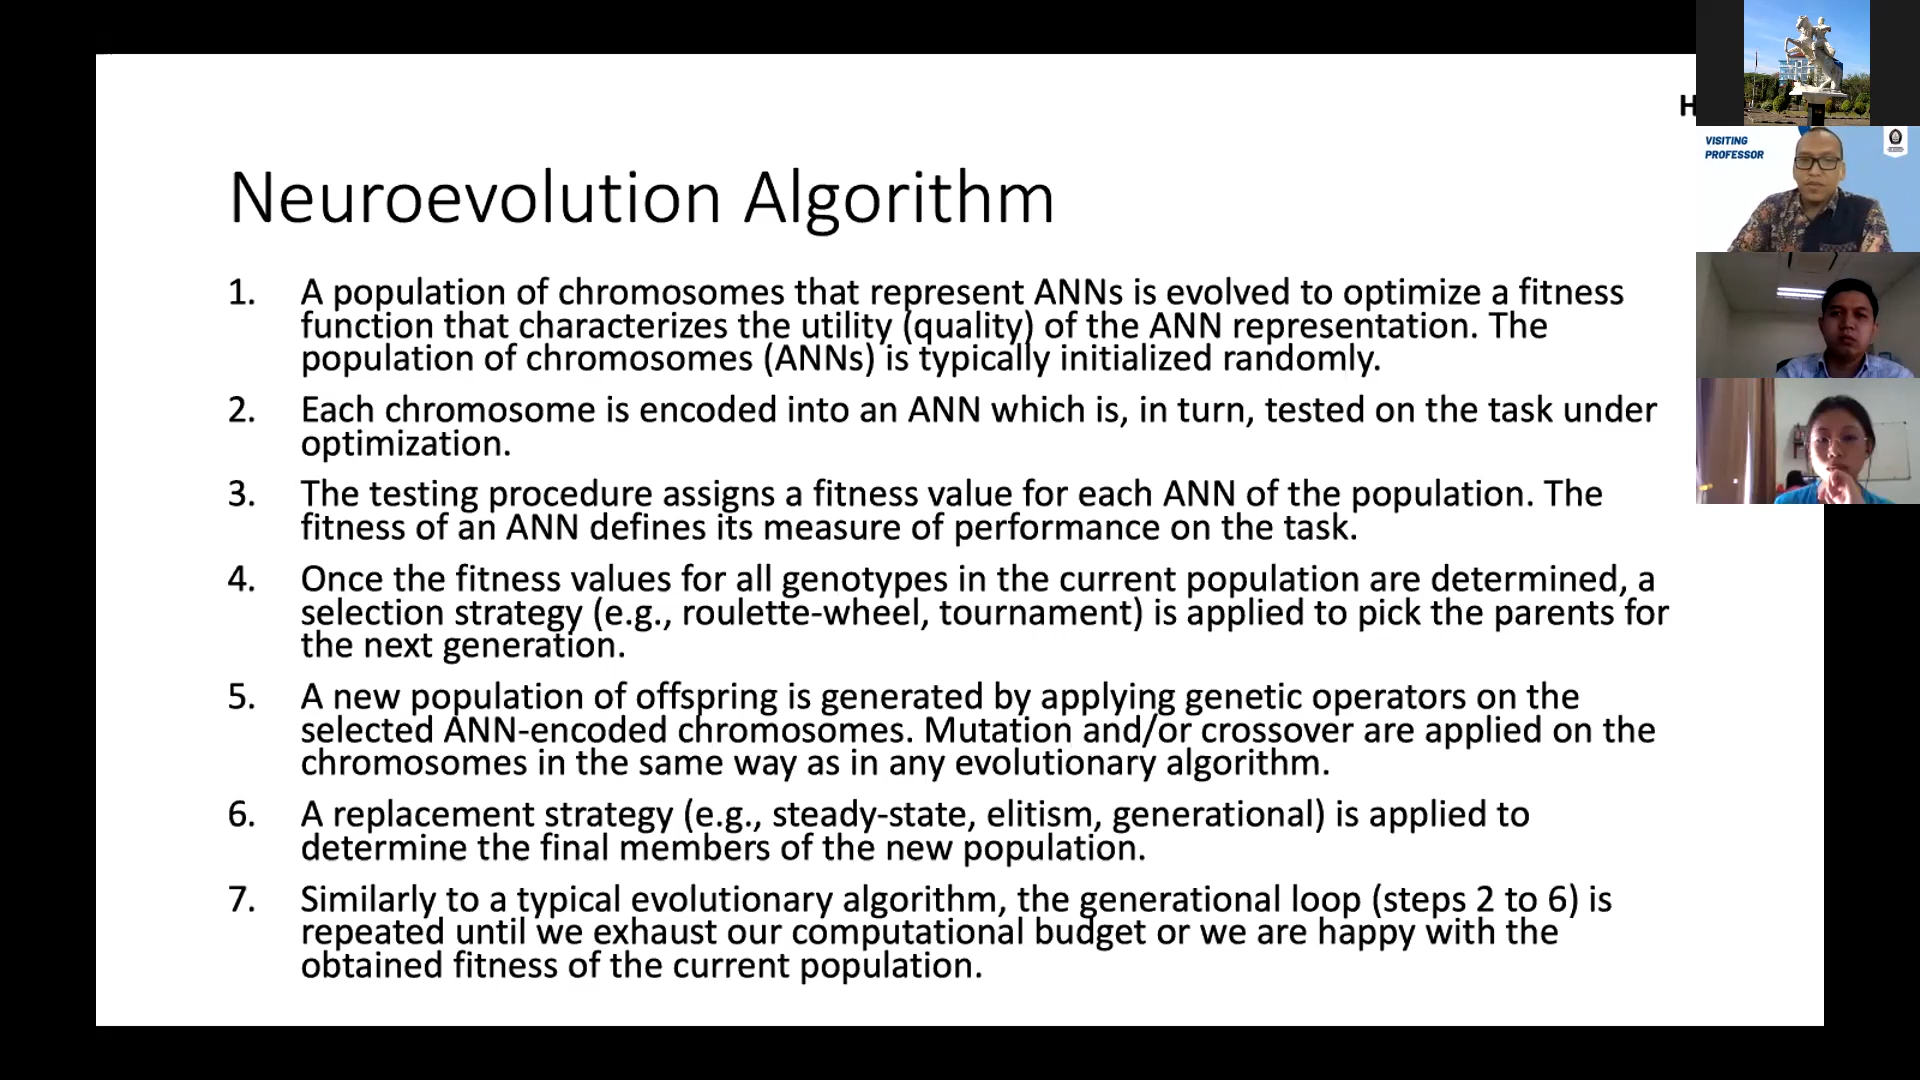 H
VISITING
PROFESSOR
Neuroevolution Algorithm
1. A population of chromosomes that represent ANNs is evolved to optimize a fitness
function that characterizes the utility (quality) of the ANN representation. The
population of chromosomes (ANNs) is typically initialized randomly.
2. Each chromosome is encoded into an ANN which is, in turn, tested on the task under
optimization.
3. The testing procedure assigns a fitness value for each ANN of the population. The
fitness of an ANN defines its measure of performance on the task.
4. Once the fitness values for all genotypes in the current population are determined, a
selection strategy (e.g., roulette-wheel, tournament) is applied to pick the parents for
the next generation.
5. A new population of offspring is generated by applying genetic operators on the
selected ANN-encoded chromosomes. Mutation and/or crossover are applied on the
chromosomes in the same way as in any evolutionary algorithm.
6. A replacement strategy (e.g., steady-state, elitism, generational) is applied to
determine the final members of the new population.
7. Similarly to a typical evolutionary algorithm, the generational loop (steps 2 to 6) is
repeated until we exhaust our computational budget or we are happy with the
obtained fitness of the current population.